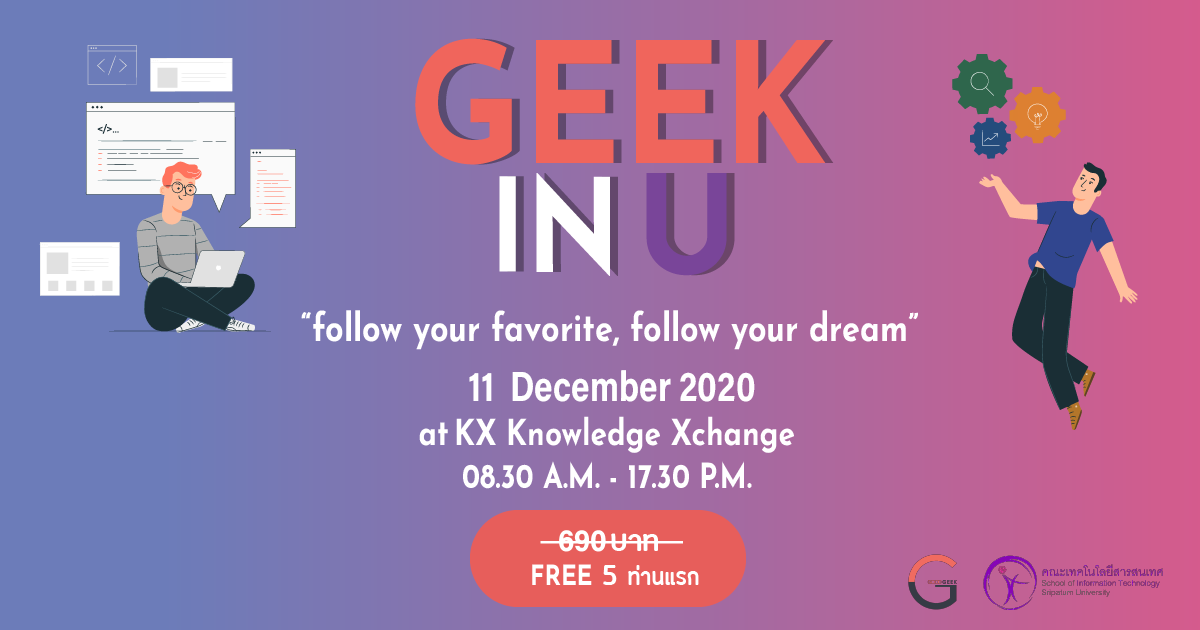 </>
</>...
GEEK
IN U
“follow your favorite, follow your dream”
11 December 2020
at KX Knowledge Xchange
08.30 A.M. - 17.30 P.M.
690 บาท
FREE 5 ท่านแรก
คณะเทคโนโลยีสารสนเทศ
School of Information Technology
Sripatum University